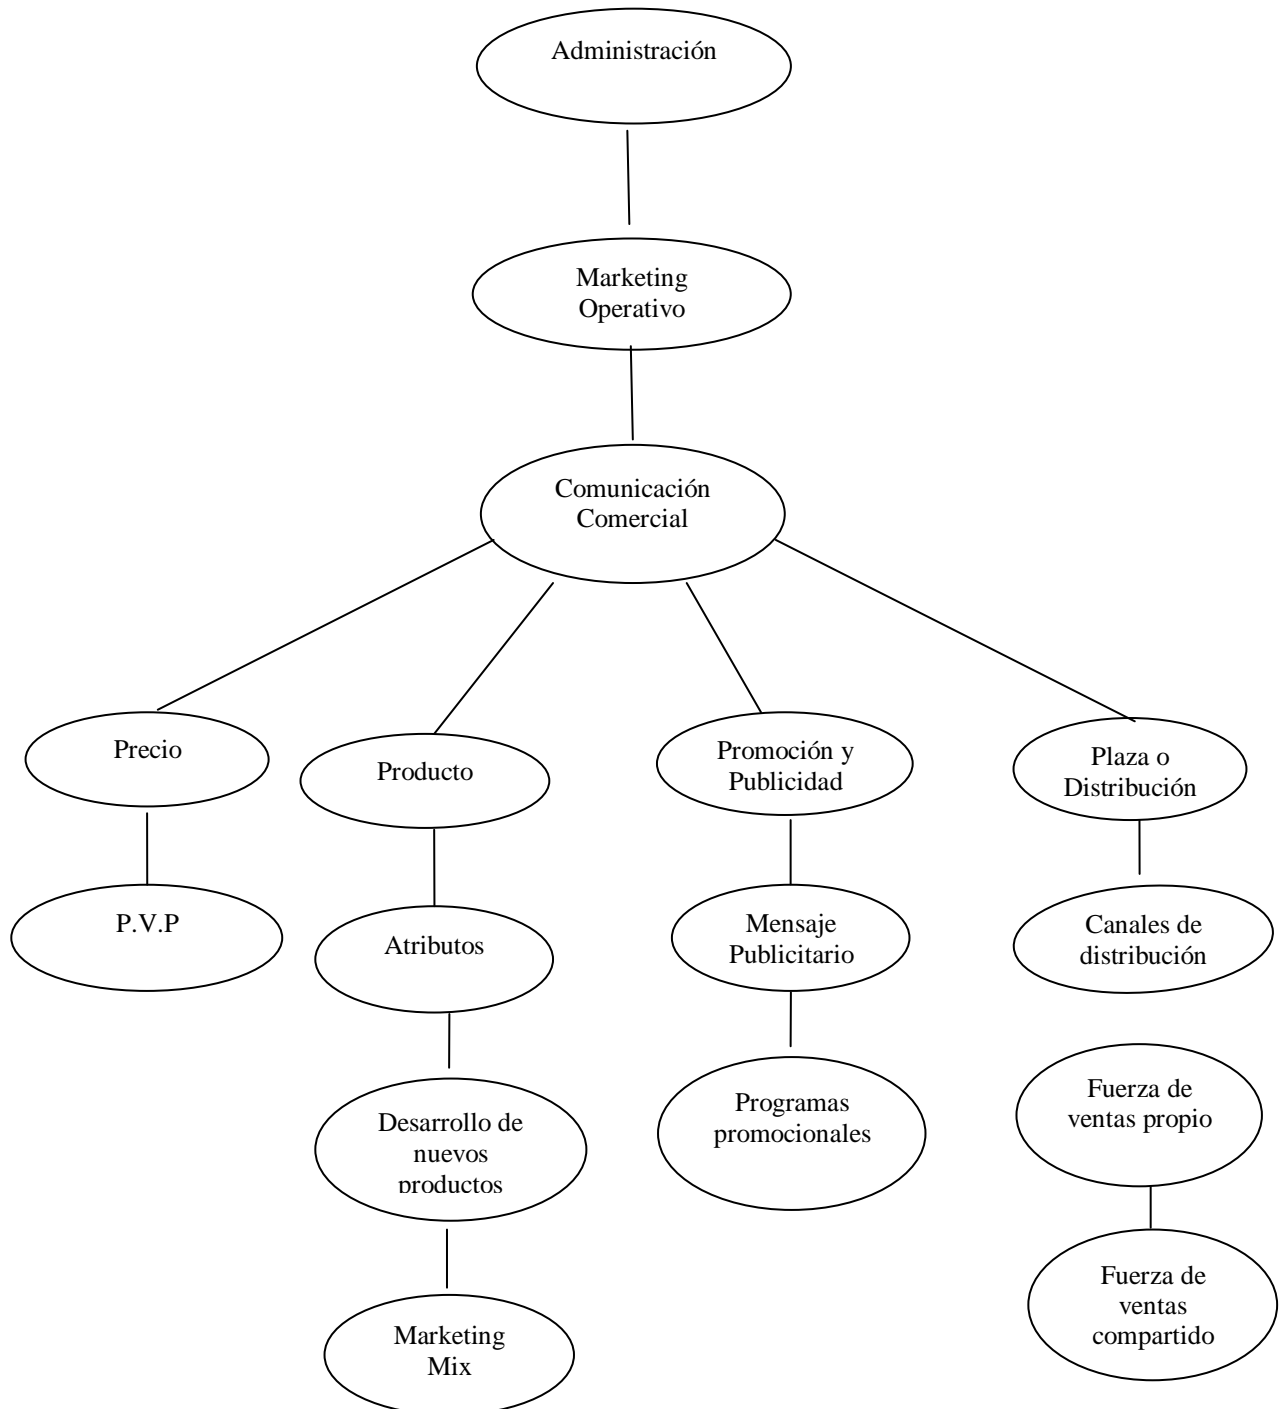 Administración
Marketing
Operativo
Comunicación
Comercial
Precio
Producto
Promoción y
Publicidad
Plaza o
Distribución
P.V.P
Atributos
Mensaje
Publicitario
Canales de
distribución
Desarrollo de
nuevos
productos
Programas
promocionales
Fuerza de
ventas propio
Marketing
Mix
Fuerza de
ventas
compartido